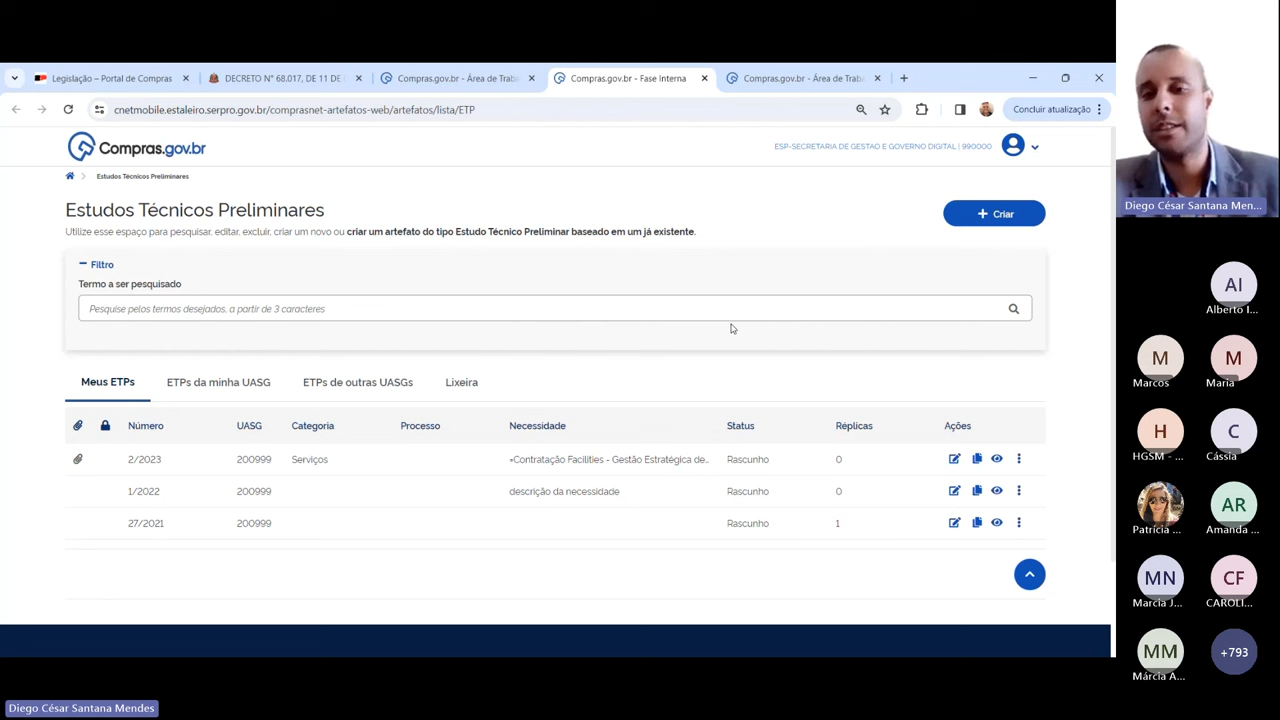 Legislação – Portal de Compras
DECRETO N° 68.017, DE 11 DE
Compras.gov.br - Área de Trab
Compras.gov.br - Fase Interna
Compras.gov.br - Área de Trab
cnetmobile.estaleiro.serpro.gov.br/comprasnet-artefatos-web/artefatos/lista/ETP
Concluir atualização
Compras.gov.br
ESP-SECRETARIA DE GESTAO E GOVERNO DIGITAL | 990000
Estudos Técnicos Preliminares
Estudos Técnicos Preliminares
+ Criar
Utilize esse espaço para pesquisar, editar, excluir, criar um novo ou criar um artefato do tipo Estudo Técnico Preliminar baseado em um já existente.
Filtro
Termo a ser pesquisado
Pesquise pelos termos desejados, a partir de 3 caracteres
Meus ETPs ETPs da minha UASG ETPs de outras UASGs Lixeira
Número UASG Categoria Processo Necessidade Status Réplicas Ações
2/2023 200999 Serviços =Contratação Facilities - Gestão Estratégica de... Rascunho 0
1/2022 200999 descrição da necessidade Rascunho 0
27/2021 200999 Rascunho 1
Diego César Santana Men...
AI
Alberto I...
M M
Marcos Maria
H C
HGSM - ... Cássia
AR
Patrícia ... Amanda ...
MN CF
Marcia J... CAROLI...
MM +793
Márcia A...
Diego César Santana Mendes